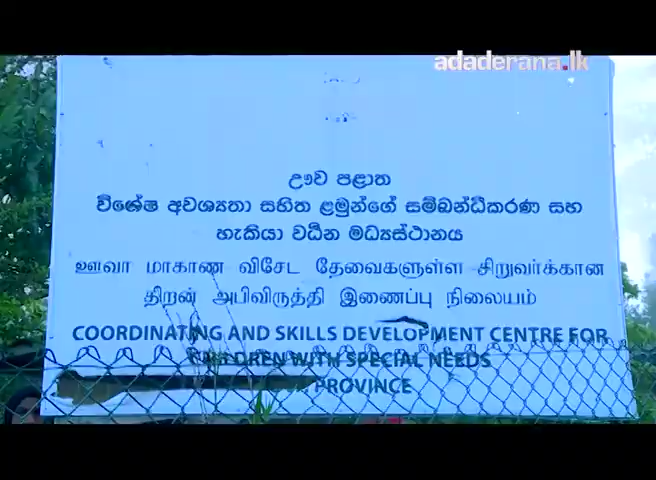 adaderana.lk
ඌව පළාත
විශේෂ අවශ්‍යතා සහිත ළමුන්ගේ සම්බන්ධීකරණ සහ
හැකියා වර්ධන මධ්‍යස්ථානය
ஊவா மாகாண விசேட தேவைகளுள்ள சிறுவர்க்கான
திறன் அபிவிருத்தி இணைப்பு நிலையம்
COORDINATING AND SKILLS DEVELOPMENT CENTRE FOR
CHILDREN WITH SPECIAL NEEDS
PROVINCE